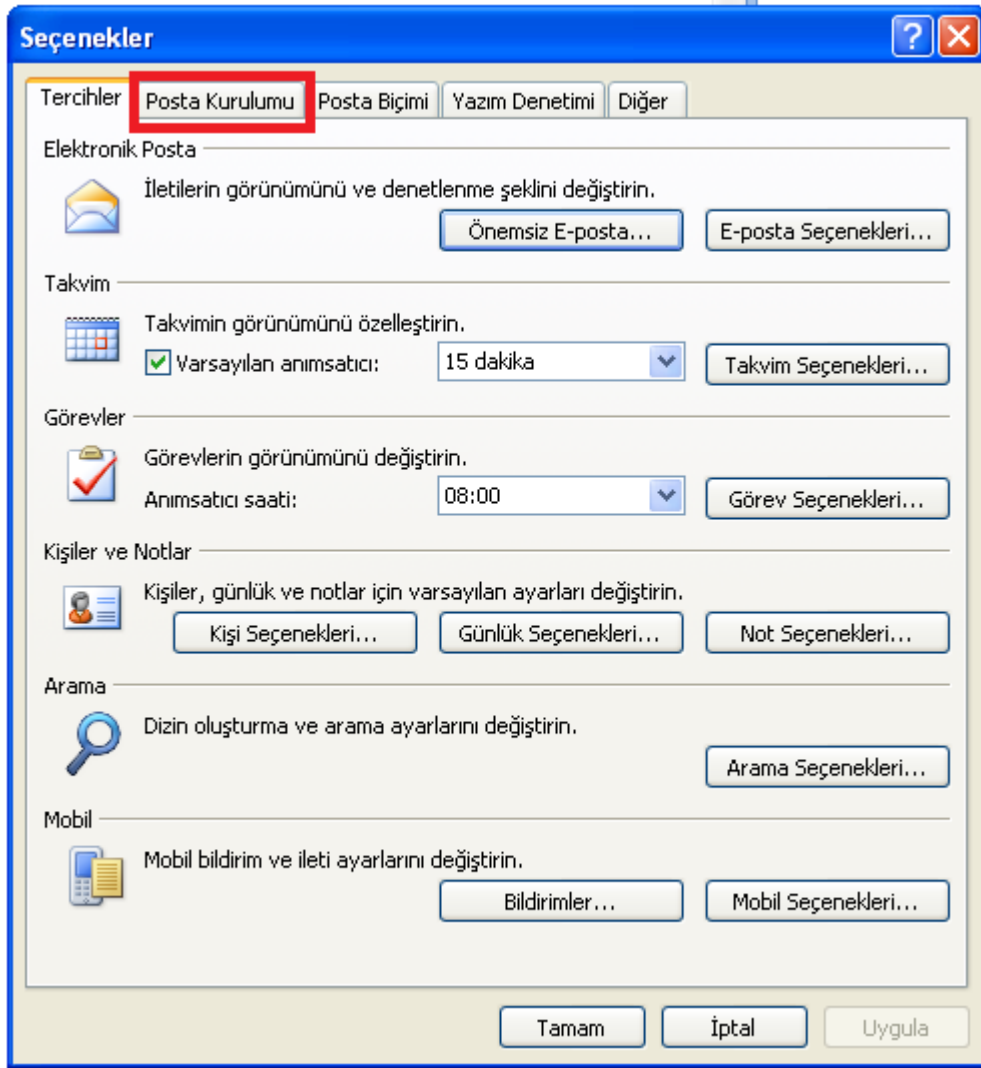 Seçenekler
Tercihler Posta Kurulumu Posta Biçimi Yazım Denetimi Diğer
Elektronik Posta
İletilerin görünümünü ve denetlenme şeklini değiştirin.
Önemsiz E-posta... E-posta Seçenekleri...
Takvim
Takvimin görünümünü özelleştirin.
Varsayılan anımsatıcı: 15 dakika Takvim Seçenekleri...
Görevler
Görevlerin görünümünü değiştirin.
Anımsatıcı saati: 08:00 Görev Seçenekleri...
Kişiler ve Notlar
Kişiler, günlük ve notlar için varsayılan ayarları değiştirin.
Kişi Seçenekleri... Günlük Seçenekleri... Not Seçenekleri...
Arama
Dizin oluşturma ve arama ayarlarını değiştirin.
Arama Seçenekleri...
Mobil
Mobil bildirim ve ileti ayarlarını değiştirin.
Bildirimler... Mobil Seçenekleri...
Tamam İptal Uygula